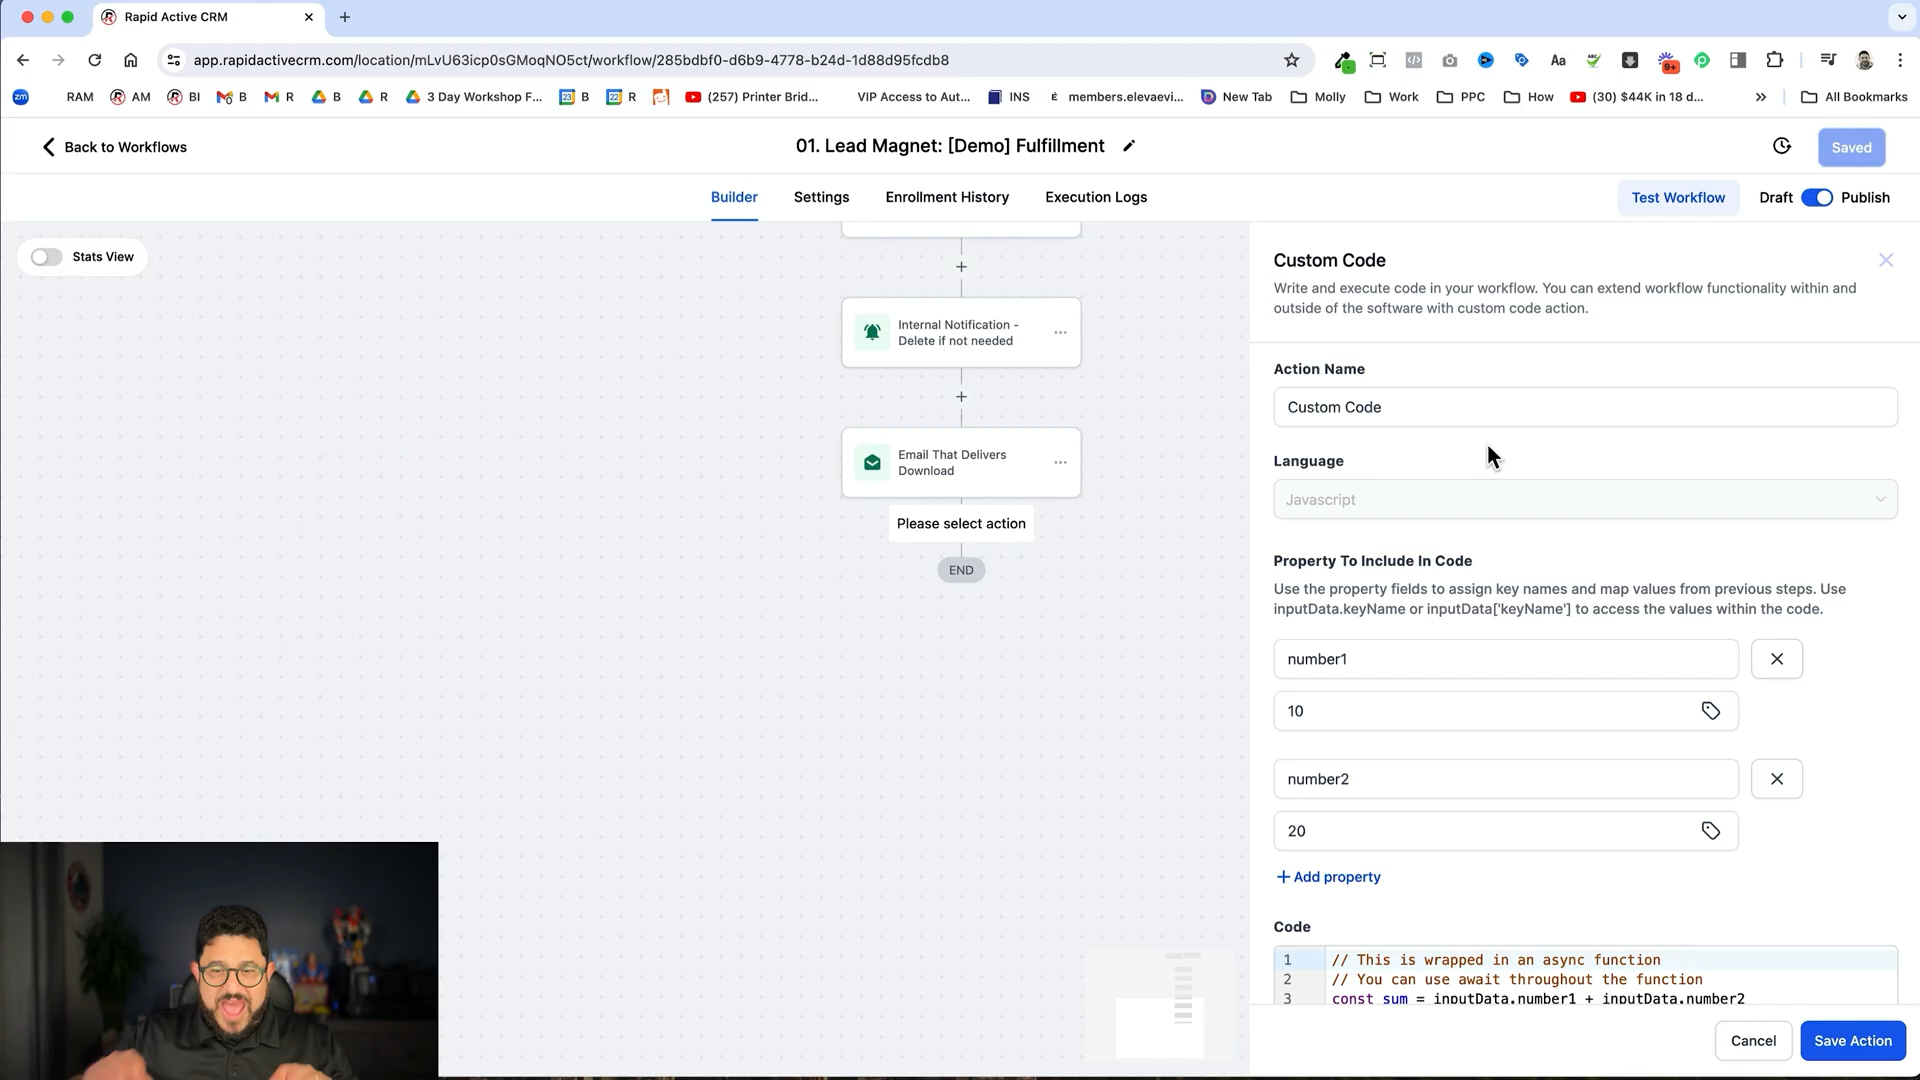 Rapid Active CRM
app.rapidactivecrm.com/location/mLvU63icp0sGMoqNO5ct/workflow/285bdbf0-d6b9-4778-b24d-1d88d95fcdb8
Aa
9+
zm
RAM
AM
BI
B
R
B
R
3 Day Workshop F...
23
B
22
R
(257) Printer Brid...
VIP Access to Aut...
INS
members.elevaevi...
New Tab
Molly
Work
PPC
How
(30) $44K in 18 d...
All Bookmarks
Back to Workflows
01. Lead Magnet: [Demo] Fulfillment
Saved
Builder
Settings
Enrollment History
Execution Logs
Test Workflow
Draft
Publish
Stats View
Internal Notification -
Delete if not needed
Email That Delivers
Download
Please select action
END
Custom Code
Write and execute code in your workflow. You can extend workflow functionality within and
outside of the software with custom code action.
Action Name
Custom Code
Language
Javascript
Property To Include In Code
Use the property fields to assign key names and map values from previous steps. Use
inputData.keyName or inputData['keyName'] to access the values within the code.
number1
10
number2
20
+ Add property
Code
1 // This is wrapped in an async function
2 // You can use await throughout the function
3 const sum = inputData.number1 + inputData.number2
Cancel
Save Action